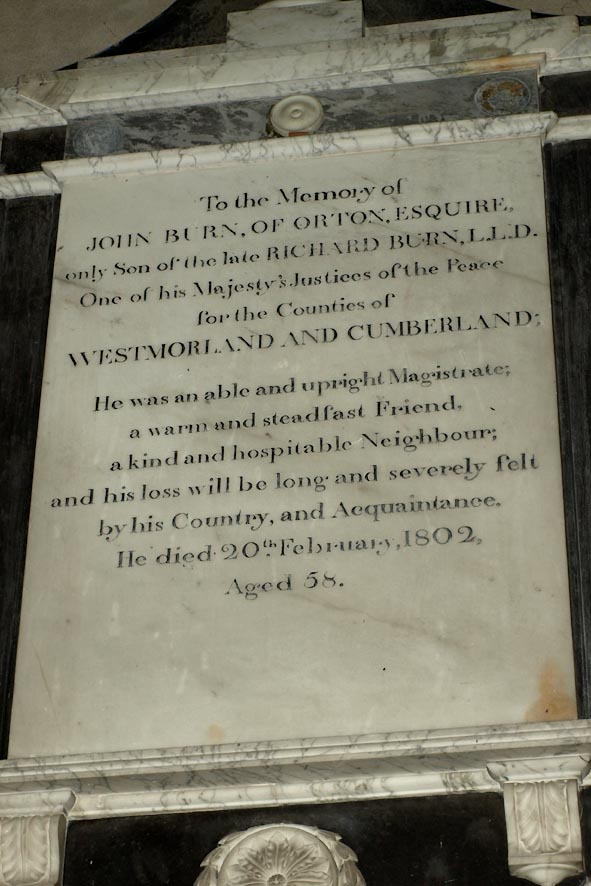 To the Memory of
JOHN BURN, OF ORTON, ESQUIRE,
only Son of the late RICHARD BURN, L.L.D.
One of his Majesty's Justices of the Peace
for the Counties of
WESTMORLAND AND CUMBERLAND;
He was an able and upright Magistrate;
a warm and steadfast Friend,
a kind and hospitable Neighbour;
and his loss will be long and severely felt
by his Country, and Acquaintance.
He died 20th February, 1802,
Aged 58.